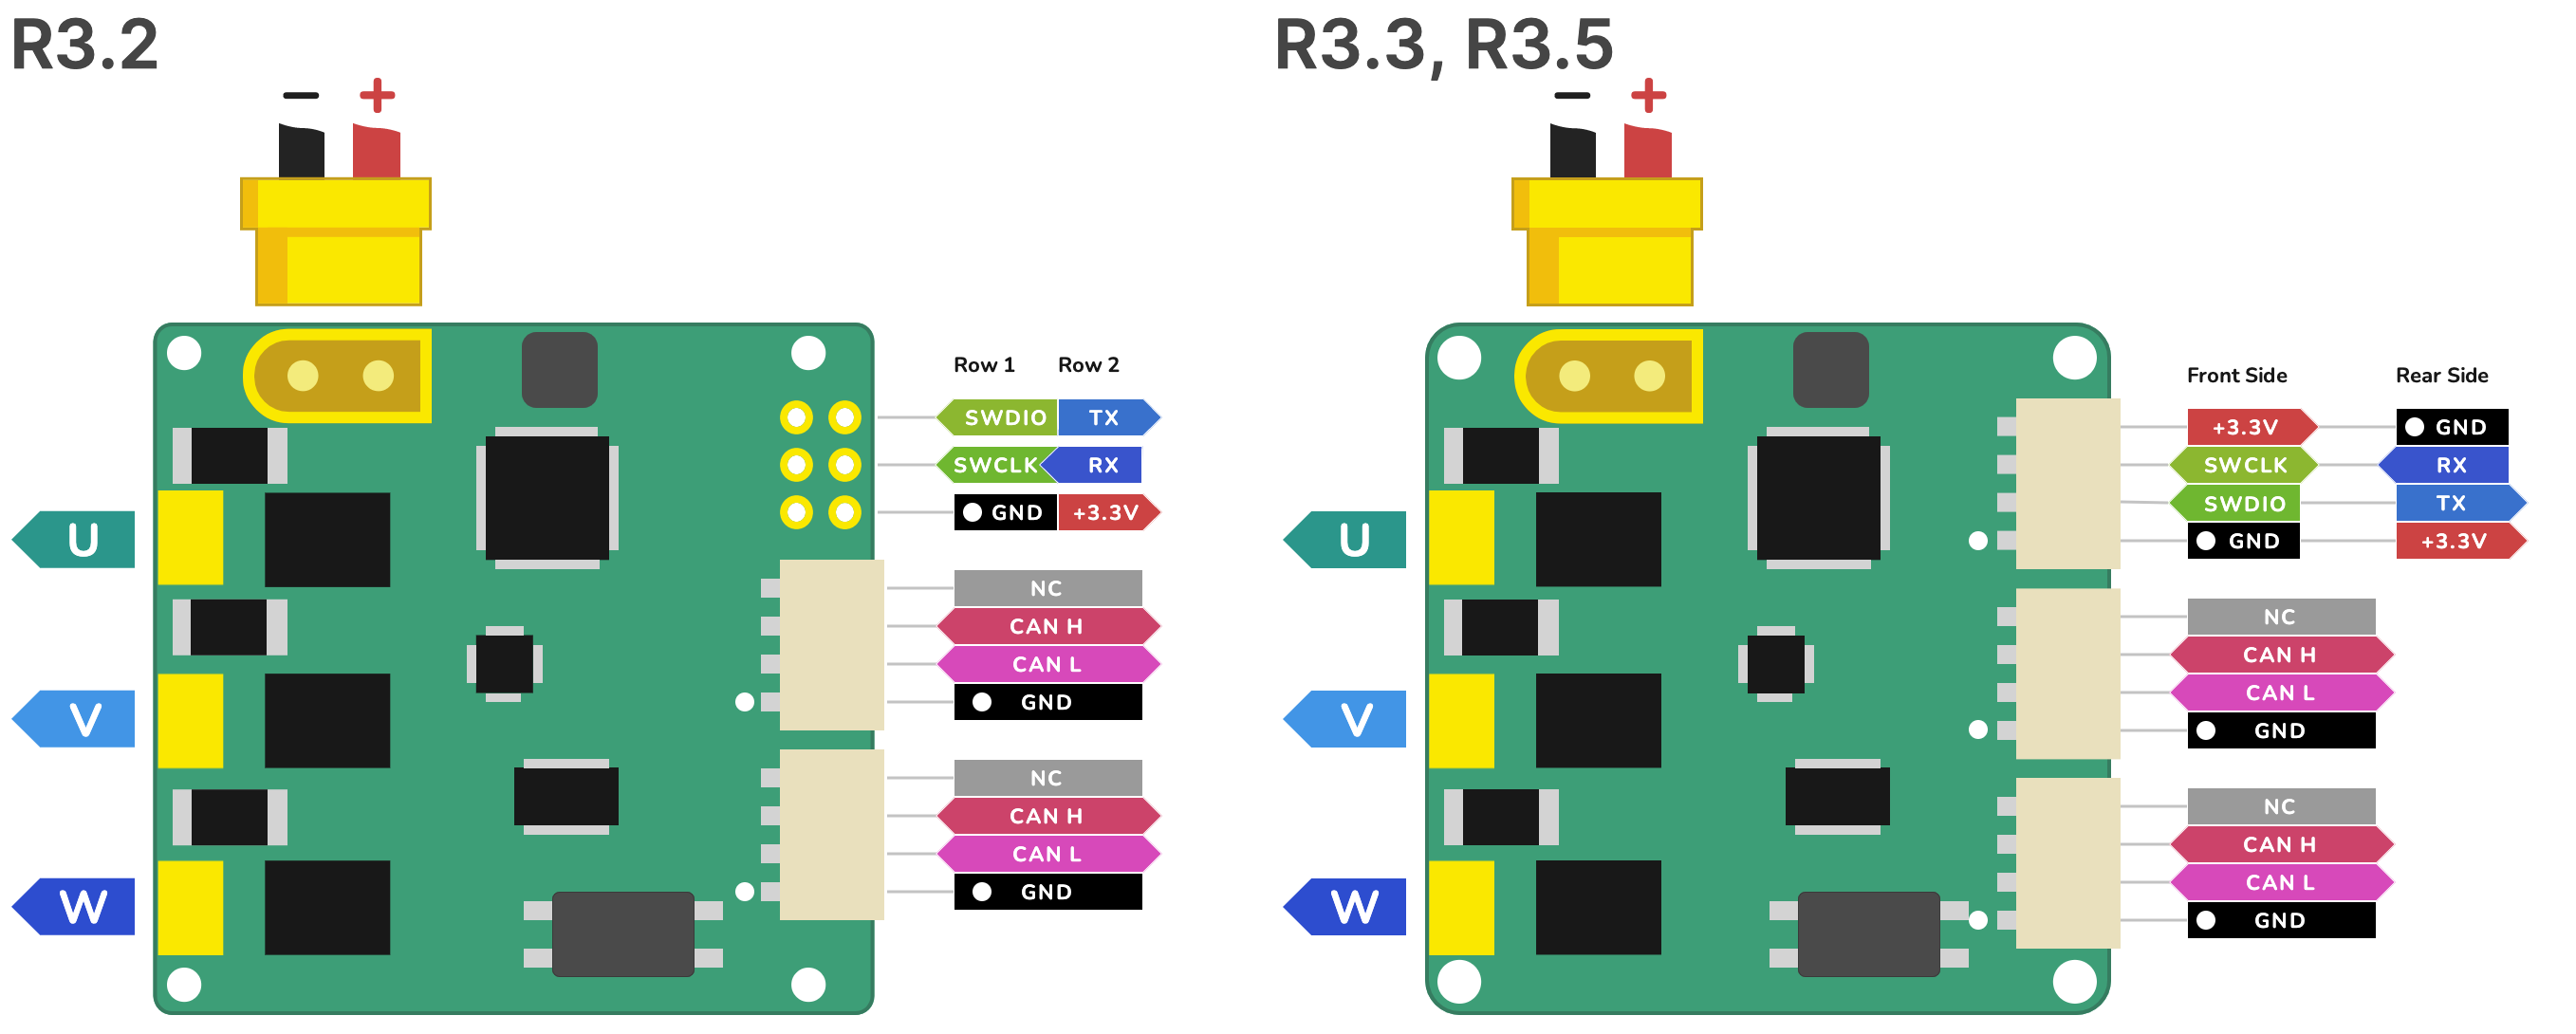 R3.2
− +
Row 1 Row 2
SWDIO TX
SWCLK RX
GND +3.3V
U
NC
CAN H
CAN L
GND
V
NC
CAN H
CAN L
GND
W
R3.3, R3.5
− +
Front Side Rear Side
+3.3V GND
SWCLK RX
SWDIO TX
GND +3.3V
U
NC
CAN H
CAN L
GND
V
NC
CAN H
CAN L
GND
W